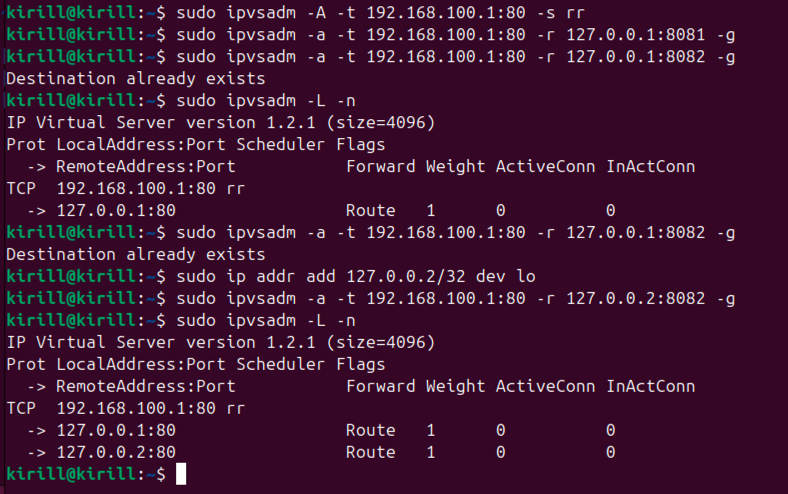 kirill@kirill:~$ sudo ipvsadm -A -t 192.168.100.1:80 -s rr
kirill@kirill:~$ sudo ipvsadm -a -t 192.168.100.1:80 -r 127.0.0.1:8081 -g
kirill@kirill:~$ sudo ipvsadm -a -t 192.168.100.1:80 -r 127.0.0.1:8082 -g
Destination already exists
kirill@kirill:~$ sudo ipvsadm -L -n
IP Virtual Server version 1.2.1 (size=4096)
Prot LocalAddress:Port Scheduler Flags
  -> RemoteAddress:Port           Forward Weight ActiveConn InActConn
TCP  192.168.100.1:80 rr
  -> 127.0.0.1:80                 Route   1      0          0
kirill@kirill:~$ sudo ipvsadm -a -t 192.168.100.1:80 -r 127.0.0.1:8082 -g
Destination already exists
kirill@kirill:~$ sudo ip addr add 127.0.0.2/32 dev lo
kirill@kirill:~$ sudo ipvsadm -a -t 192.168.100.1:80 -r 127.0.0.2:8082 -g
kirill@kirill:~$ sudo ipvsadm -L -n
IP Virtual Server version 1.2.1 (size=4096)
Prot LocalAddress:Port Scheduler Flags
  -> RemoteAddress:Port           Forward Weight ActiveConn InActConn
TCP  192.168.100.1:80 rr
  -> 127.0.0.1:80                 Route   1      0          0
  -> 127.0.0.2:80                 Route   1      0          0
kirill@kirill:~$